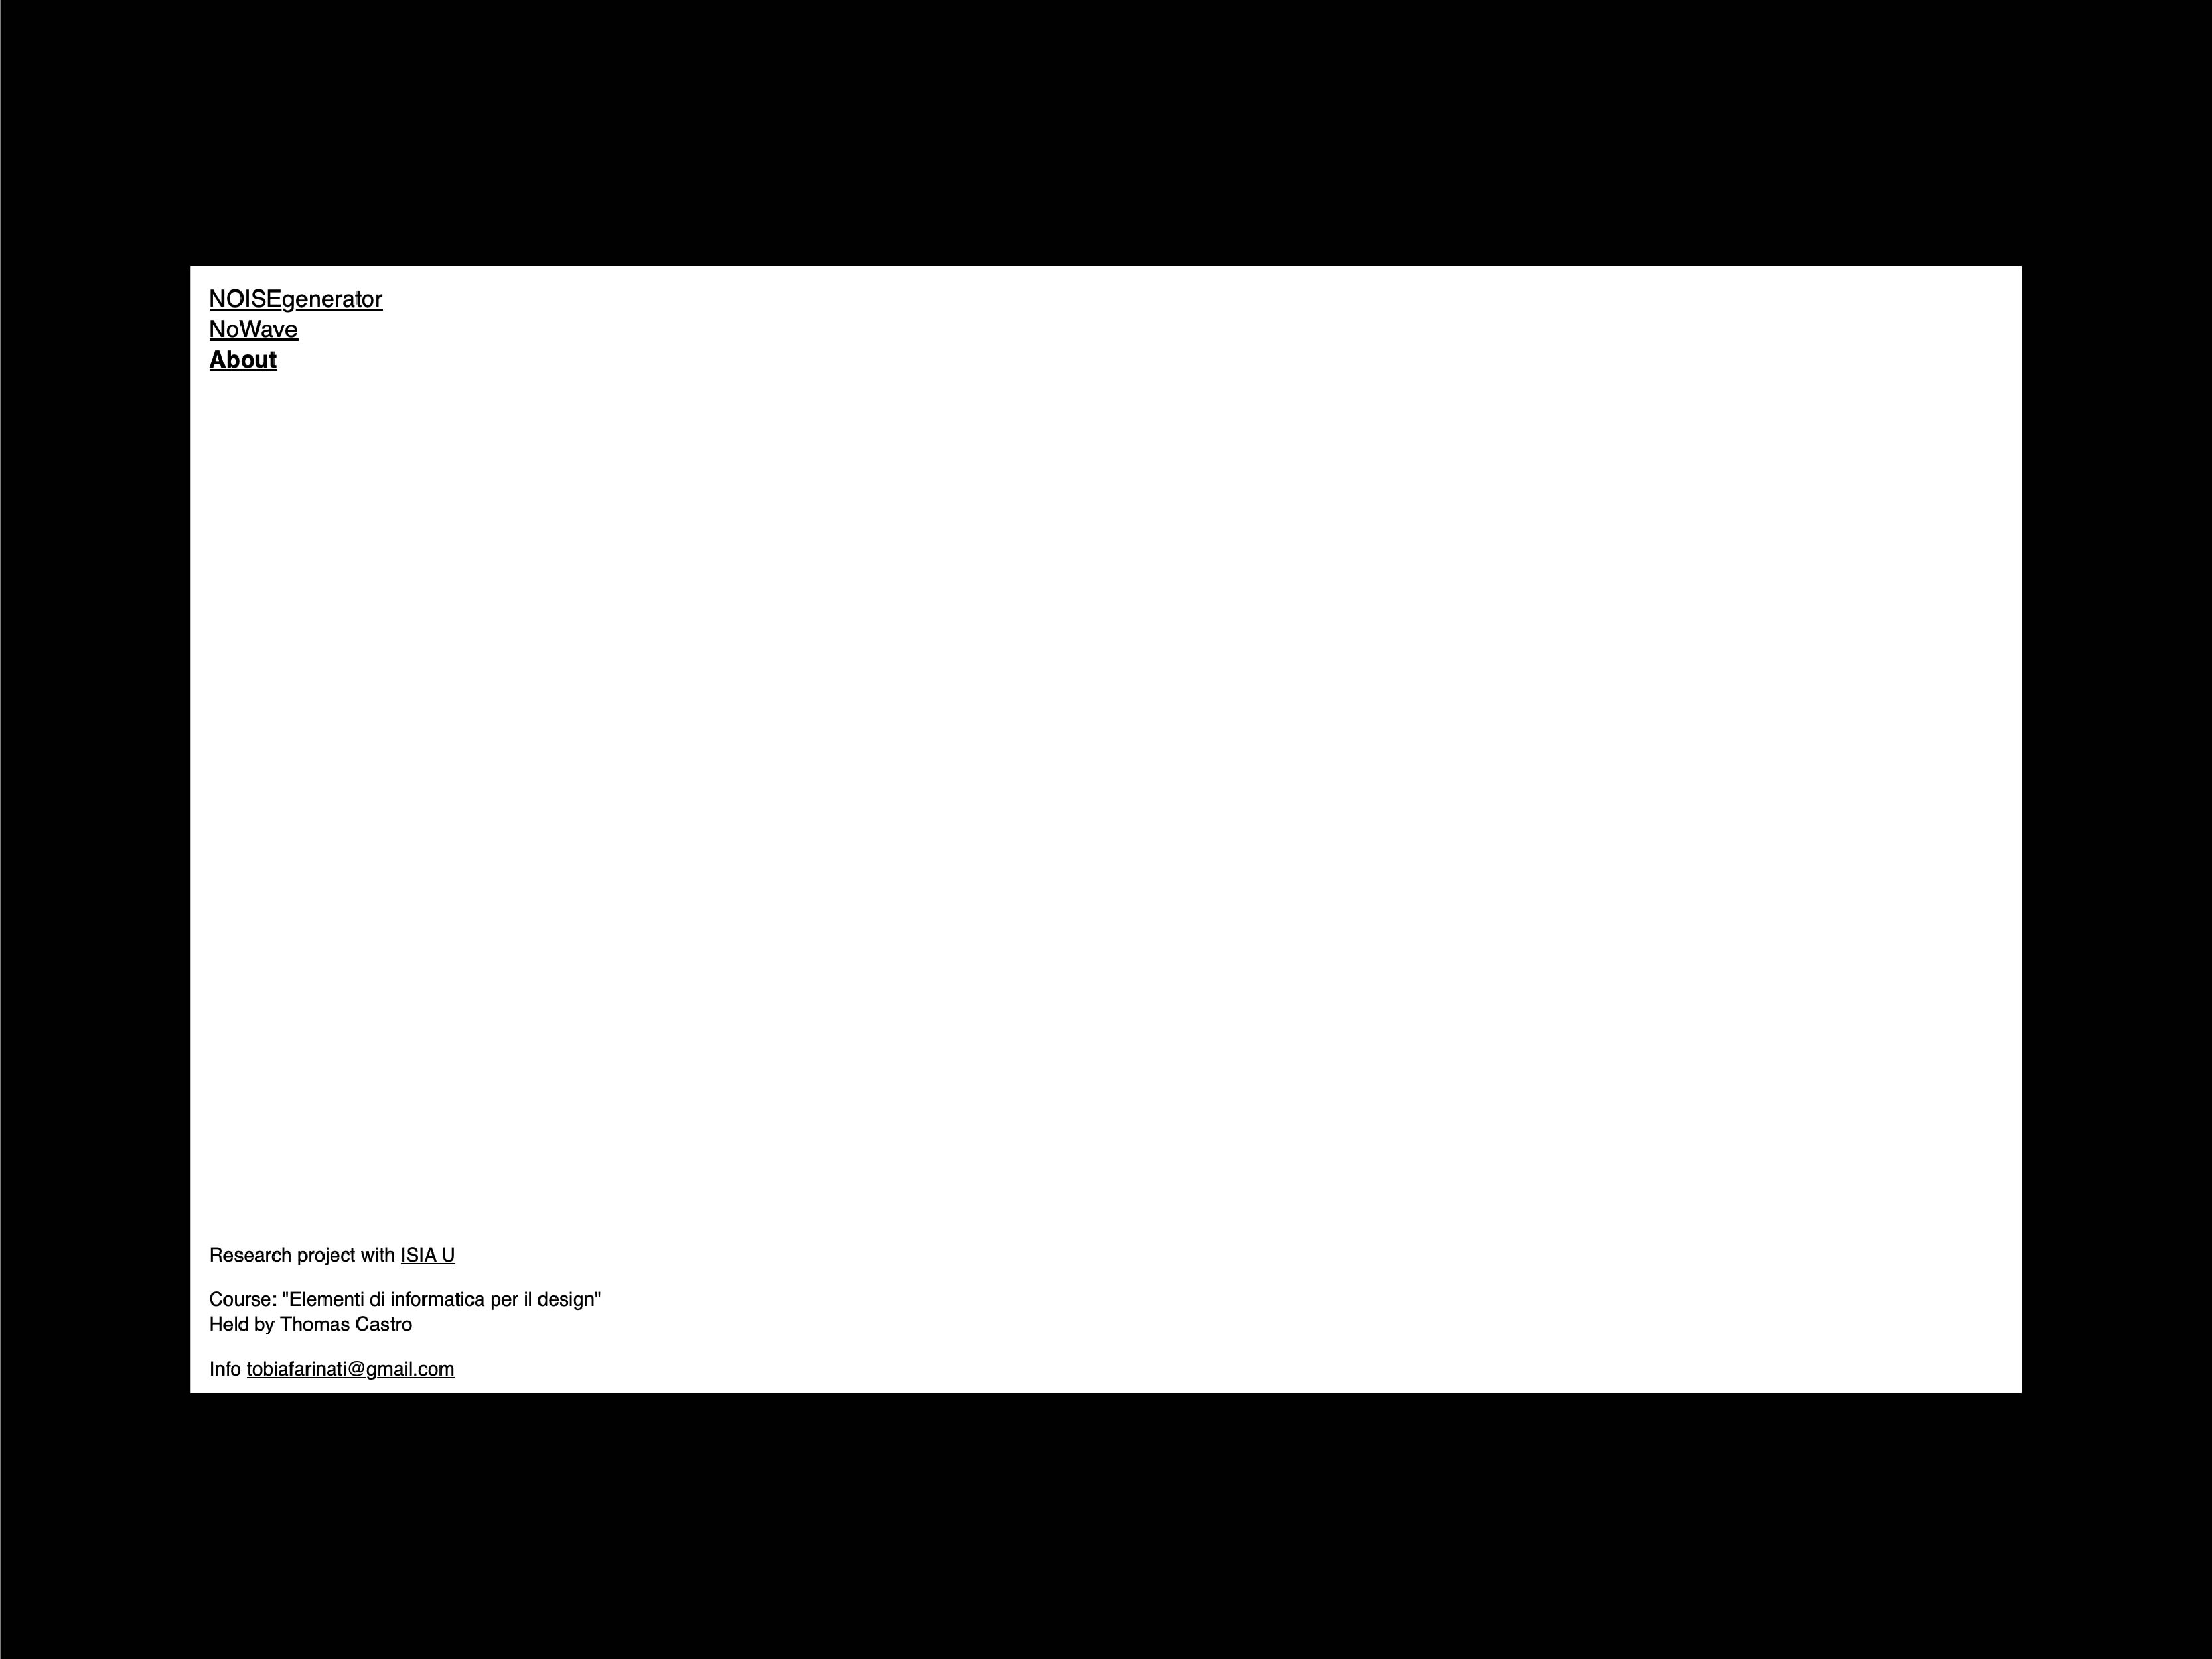 NOISEgenerator
NoWave
About
Research project with ISIA U
Course: "Elementi di informatica per il design"
Held by Thomas Castro
Info tobiafarinati@gmail.com